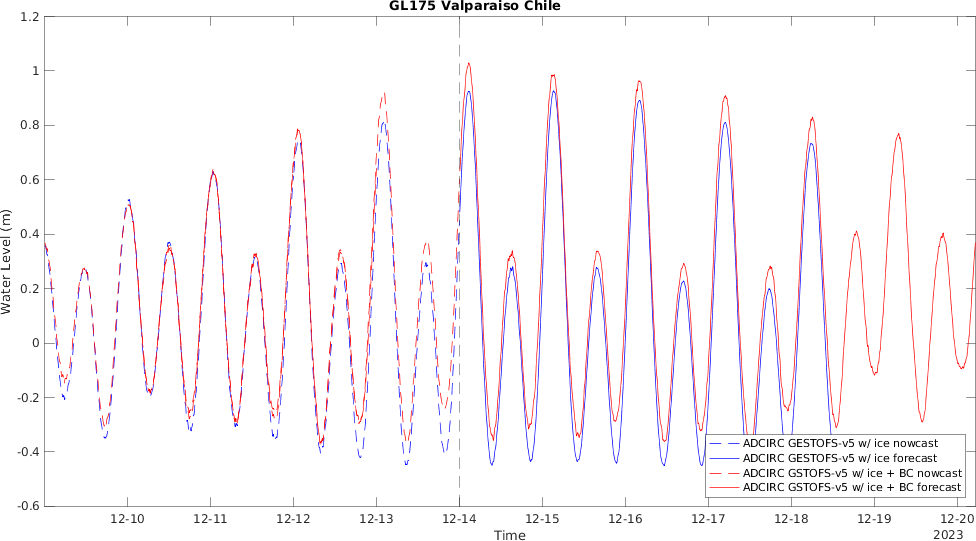 GL175 Valparaiso Chile
1.2
1
0.8
0.6
0.4
0.2
0
-0.2
-0.4
-0.6
Water Level (m)
ADCIRC GESTOFS-v5 w/ ice nowcast
ADCIRC GESTOFS-v5 w/ ice forecast
ADCIRC GSTOFS-v5 w/ ice + BC nowcast
ADCIRC GSTOFS-v5 w/ ice + BC forecast
12-10 12-11 12-12 12-13 12-14 12-15 12-16 12-17 12-18 12-19 12-20
Time
2023